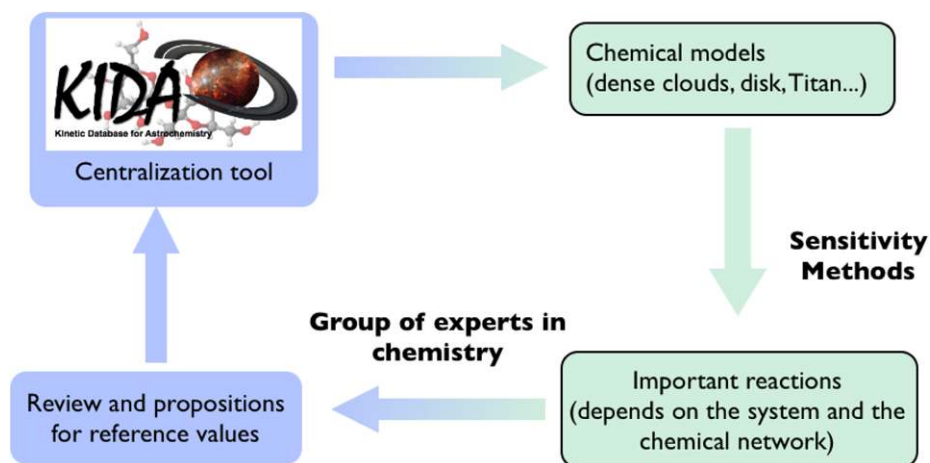 KIDA
Kinetic Database for Astrochemistry
Centralization tool
Chemical models
(dense clouds, disk, Titan...)
Sensitivity
Methods
Important reactions
(depends on the system and the
chemical network)
Group of experts in
chemistry
Review and propositions
for reference values